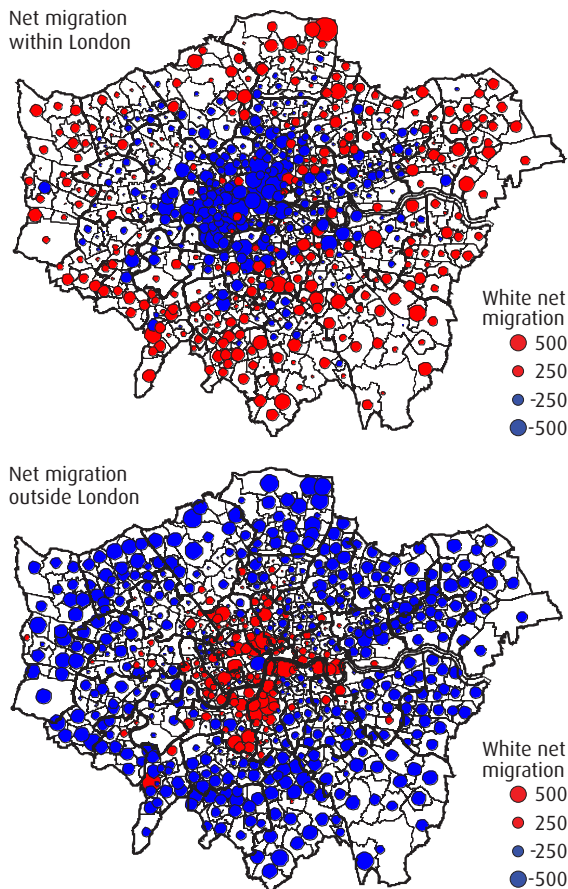 Net migration
within London
White net
migration
500
250
-250
-500
Net migration
outside London
White net
migration
500
250
-250
-500